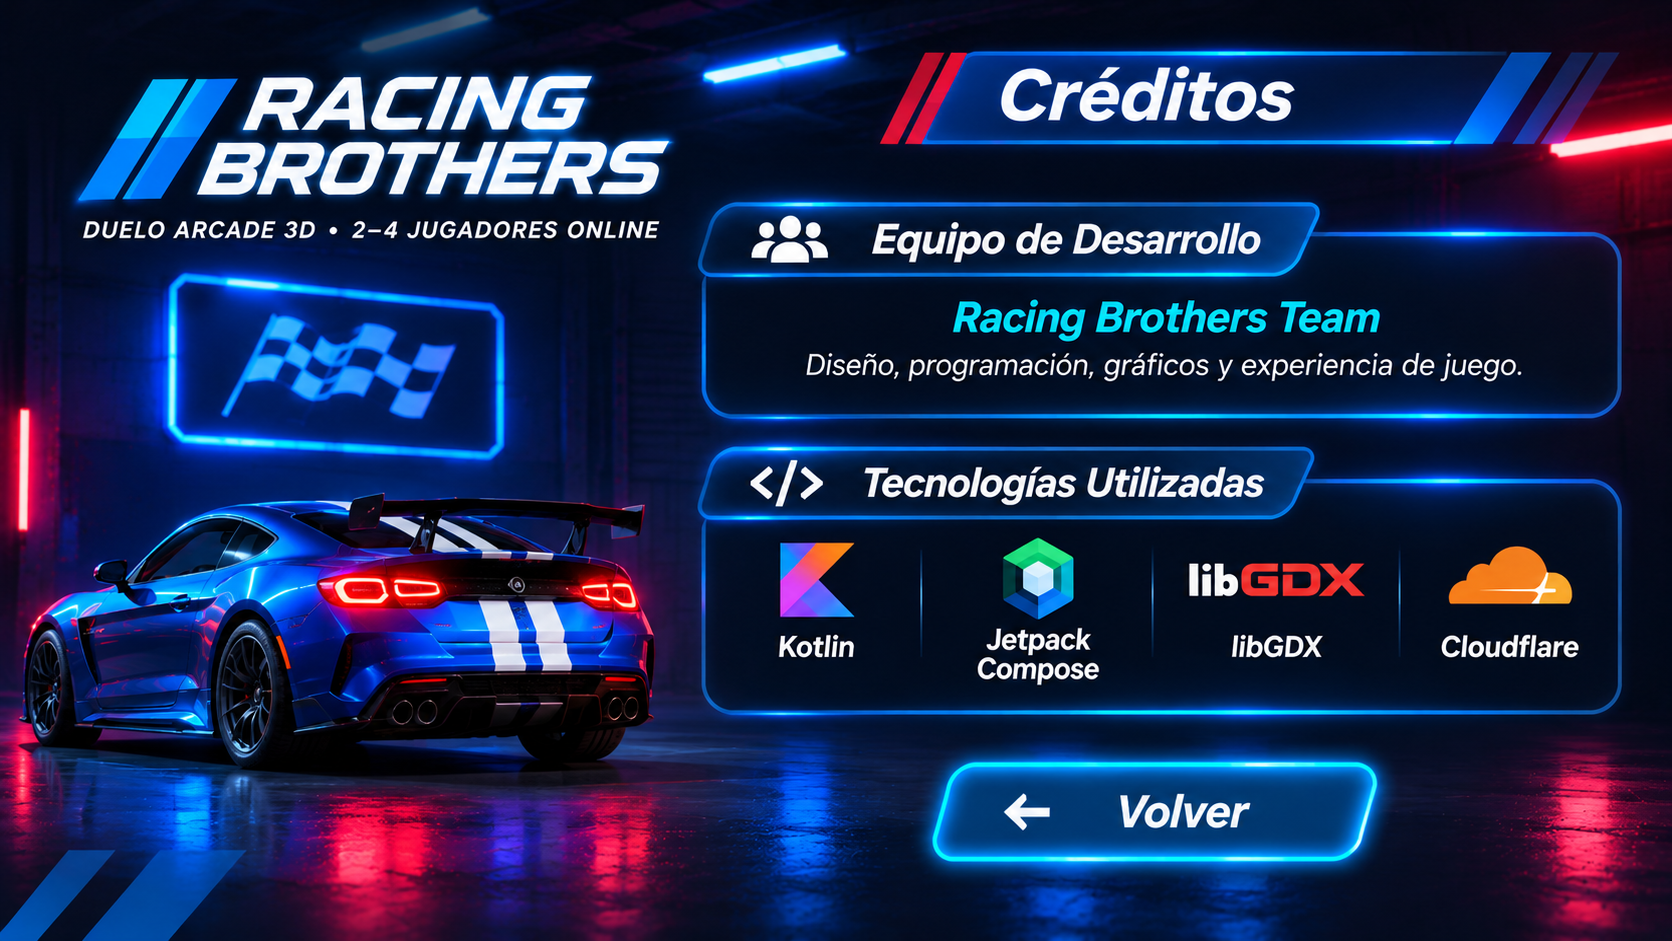 RACING
BROTHERS
DUELO ARCADE 3D • 2–4 JUGADORES ONLINE
Créditos
Equipo de Desarrollo
Racing Brothers Team
Diseño, programación, gráficos y experiencia de juego.
</> Tecnologías Utilizadas
libGDX
Kotlin
Jetpack
Compose
libGDX
Cloudflare
← Volver